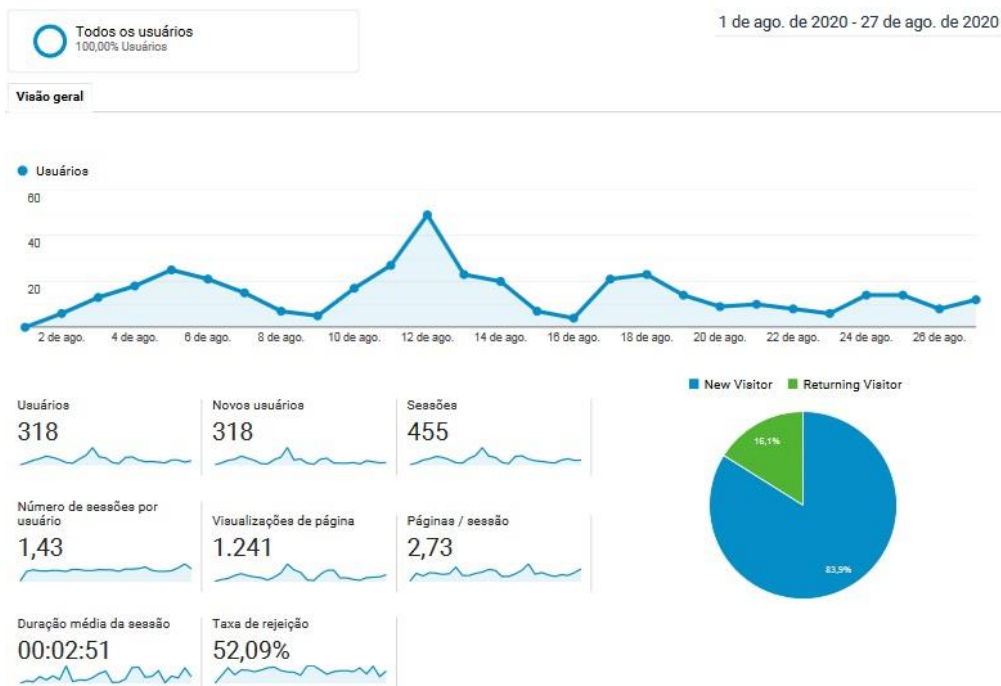 Todos os usuários
100,00% Usuários
1 de ago. de 2020 - 27 de ago. de 2020
Visão geral
Usuários
60
40
20
2 de ago. 4 de ago. 6 de ago. 8 de ago. 10 de ago. 12 de ago. 14 de ago. 16 de ago. 18 de ago. 20 de ago. 22 de ago. 24 de ago. 26 de ago.
New Visitor Returning Visitor
16,1%
83,9%
Usuários
318
Novos usuários
318
Sessões
455
Número de sessões por
usuário
1,43
Visualizações de página
1.241
Páginas / sessão
2,73
Duração média da sessão
00:02:51
Taxa de rejeição
52,09%